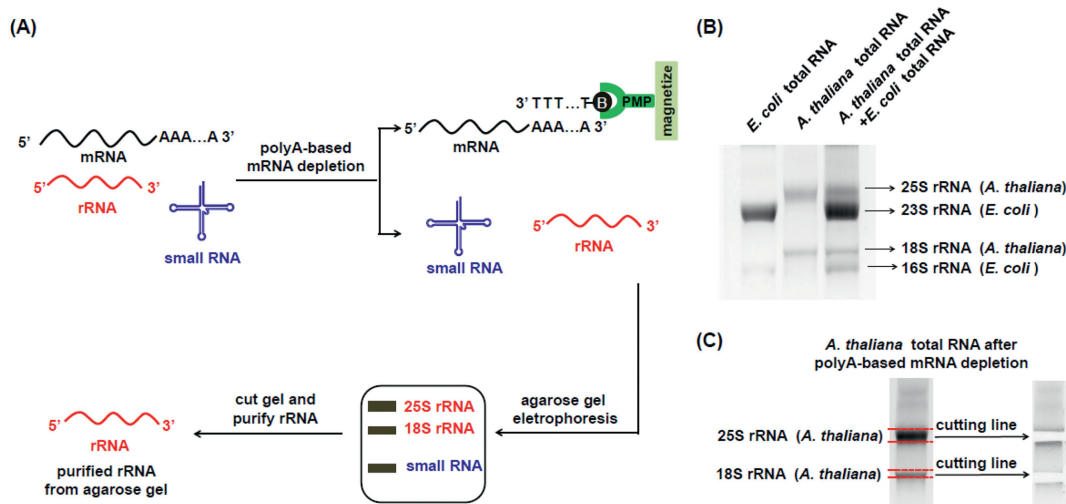 (A)
3' TTT...T
B
PMP
magnetize
5'
AAA...A 3'
mRNA
5'
3'
rRNA
small RNA
polyA-based
mRNA depletion
5'
AAA...A 3'
mRNA
small RNA
5'
3'
rRNA
agarose gel
eletrophoresis
25S rRNA
18S rRNA
small RNA
cut gel and
purify rRNA
5'
3'
rRNA
purified rRNA
from agarose gel
(B)
E. coli total RNA
A. thaliana total RNA
A. thaliana total RNA
+E. coli total RNA
25S rRNA (A. thaliana)
23S rRNA (E. coli )
18S rRNA (A. thaliana)
16S rRNA (E. coli )
(C)
A. thaliana total RNA after
polyA-based mRNA depletion
25S rRNA (A. thaliana)
cutting line
18S rRNA (A. thaliana)
cutting line